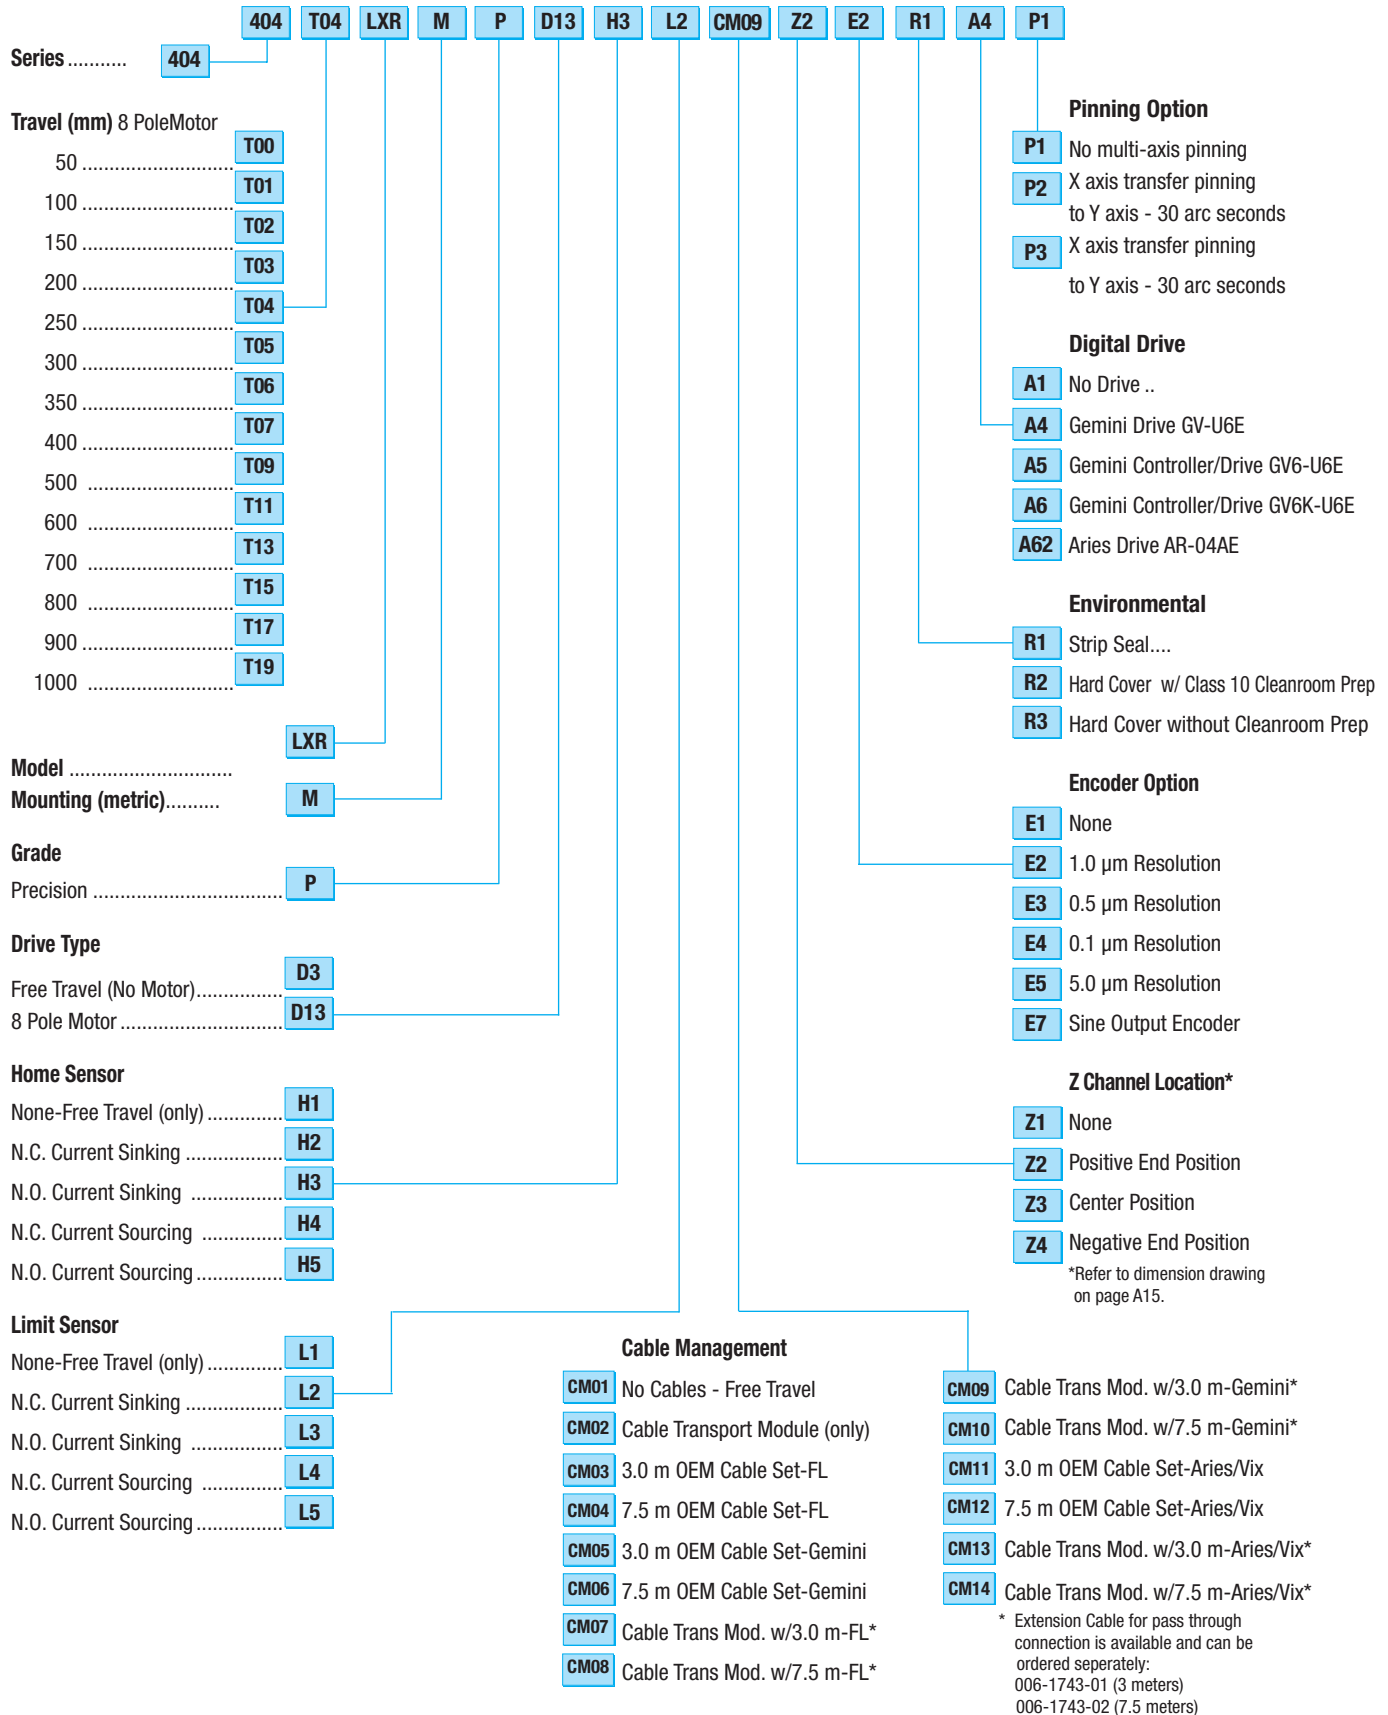 404 T04 LXR M P D13 H3 L2 CM09 Z2 E2 R1 A4 P1
Series ........... 404
Travel (mm) 8 PoleMotor
50 ........................... T00
100 ........................... T01
150 ........................... T02
200 ........................... T03
250 ........................... T04
300 ........................... T05
350 ........................... T06
400 ........................... T07
500 ........................... T09
600 .......................... T11
700 .......................... T13
800 .......................... T15
900 ........................... T17
1000 .......................... T19
Model ............................. LXR
Mounting (metric).......... M
Grade
Precision .................................. P
Drive Type
Free Travel (No Motor)................ D3
8 Pole Motor ............................. D13
Home Sensor
None-Free Travel (only) .............. H1
N.C. Current Sinking .................. H2
N.O. Current Sinking ................. H3
N.C. Current Sourcing ............... H4
N.O. Current Sourcing ................ H5
Limit Sensor
None-Free Travel (only) .............. L1
N.C. Current Sinking .................. L2
N.O. Current Sinking ................. L3
N.C. Current Sourcing ............... L4
N.O. Current Sourcing ................ L5
Cable Management
CM01 No Cables - Free Travel
CM02 Cable Transport Module (only)
CM03 3.0 m OEM Cable Set-FL
CM04 7.5 m OEM Cable Set-FL
CM05 3.0 m OEM Cable Set-Gemini
CM06 7.5 m OEM Cable Set-Gemini
CM07 Cable Trans Mod. w/3.0 m-FL*
CM08 Cable Trans Mod. w/7.5 m-FL*
CM09 Cable Trans Mod. w/3.0 m-Gemini*
CM10 Cable Trans Mod. w/7.5 m-Gemini*
CM11 3.0 m OEM Cable Set-Aries/Vix
CM12 7.5 m OEM Cable Set-Aries/Vix
CM13 Cable Trans Mod. w/3.0 m-Aries/Vix*
CM14 Cable Trans Mod. w/7.5 m-Aries/Vix*
* Extension Cable for pass through
connection is available and can be
ordered seperately:
006-1743-01 (3 meters)
006-1743-02 (7.5 meters)
Pinning Option
P1 No multi-axis pinning
P2 X axis transfer pinning
to Y axis - 30 arc seconds
P3 X axis transfer pinning
to Y axis - 30 arc seconds
Digital Drive
A1 No Drive ..
A4 Gemini Drive GV-U6E
A5 Gemini Controller/Drive GV6-U6E
A6 Gemini Controller/Drive GV6K-U6E
A62 Aries Drive AR-04AE
Environmental
R1 Strip Seal....
R2 Hard Cover w/ Class 10 Cleanroom Prep
R3 Hard Cover without Cleanroom Prep
Encoder Option
E1 None
E2 1.0 µm Resolution
E3 0.5 µm Resolution
E4 0.1 µm Resolution
E5 5.0 µm Resolution
E7 Sine Output Encoder
Z Channel Location*
Z1 None
Z2 Positive End Position
Z3 Center Position
Z4 Negative End Position
*Refer to dimension drawing
on page A15.